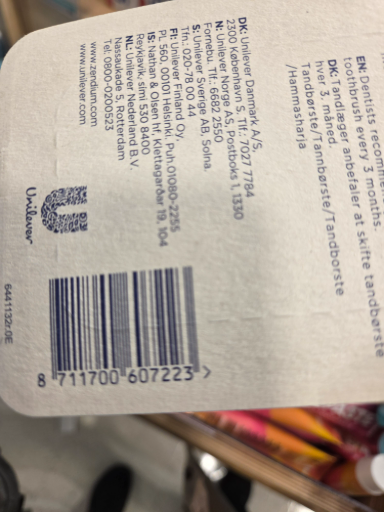 EN: Dentists recom
toothbrush every 3 months.
DK: Tandlæger anbefaler at skifte tandbørste
hver 3. måned.
Tandbørste/Tannbørste/Tandborste
/Hammasharja
DK: Unilever Danmark A/S,
2300 København S. Tlf.: 7027 7784
N: Unilever Norge AS, Postboks 1, 1330
Fornebu. Tlf.: 6682 2550
S: Unilever Sverige AB, Solna.
Tfn.: 020-78 00 44
FI: Unilever Finland Oy,
PL 560, 00101 Helsinki. Puh 01080-2255
IS: Nathan & Olsen hf, Klettagarðar 19, 104
Reykjavik, sími 530 8400
NL: Unilever Nederland B.V.
Nassaukade 5, Rotterdam
Tel: 0800-0200523
www.zendium.com
www.unilever.com
Unilever
8 711700 607223 >
6441132r.0E